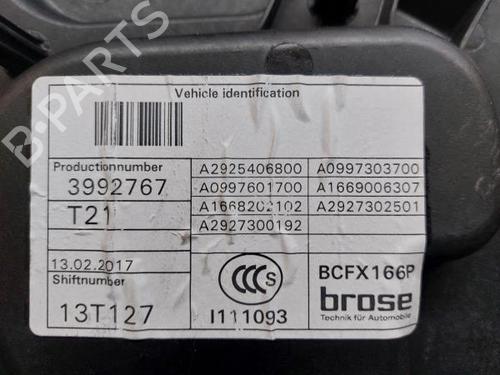 Vehicle identification
Productionnumber
3992767
T21
A2925406800 A0997303700
A0997601700 A1669006307
A1668202102 A2927302501
A2927300192
13.02.2017
Shiftnumber
13T127
CCC S
I111093
BCFX166P
brose
Technik für Automobile
B-PARTS